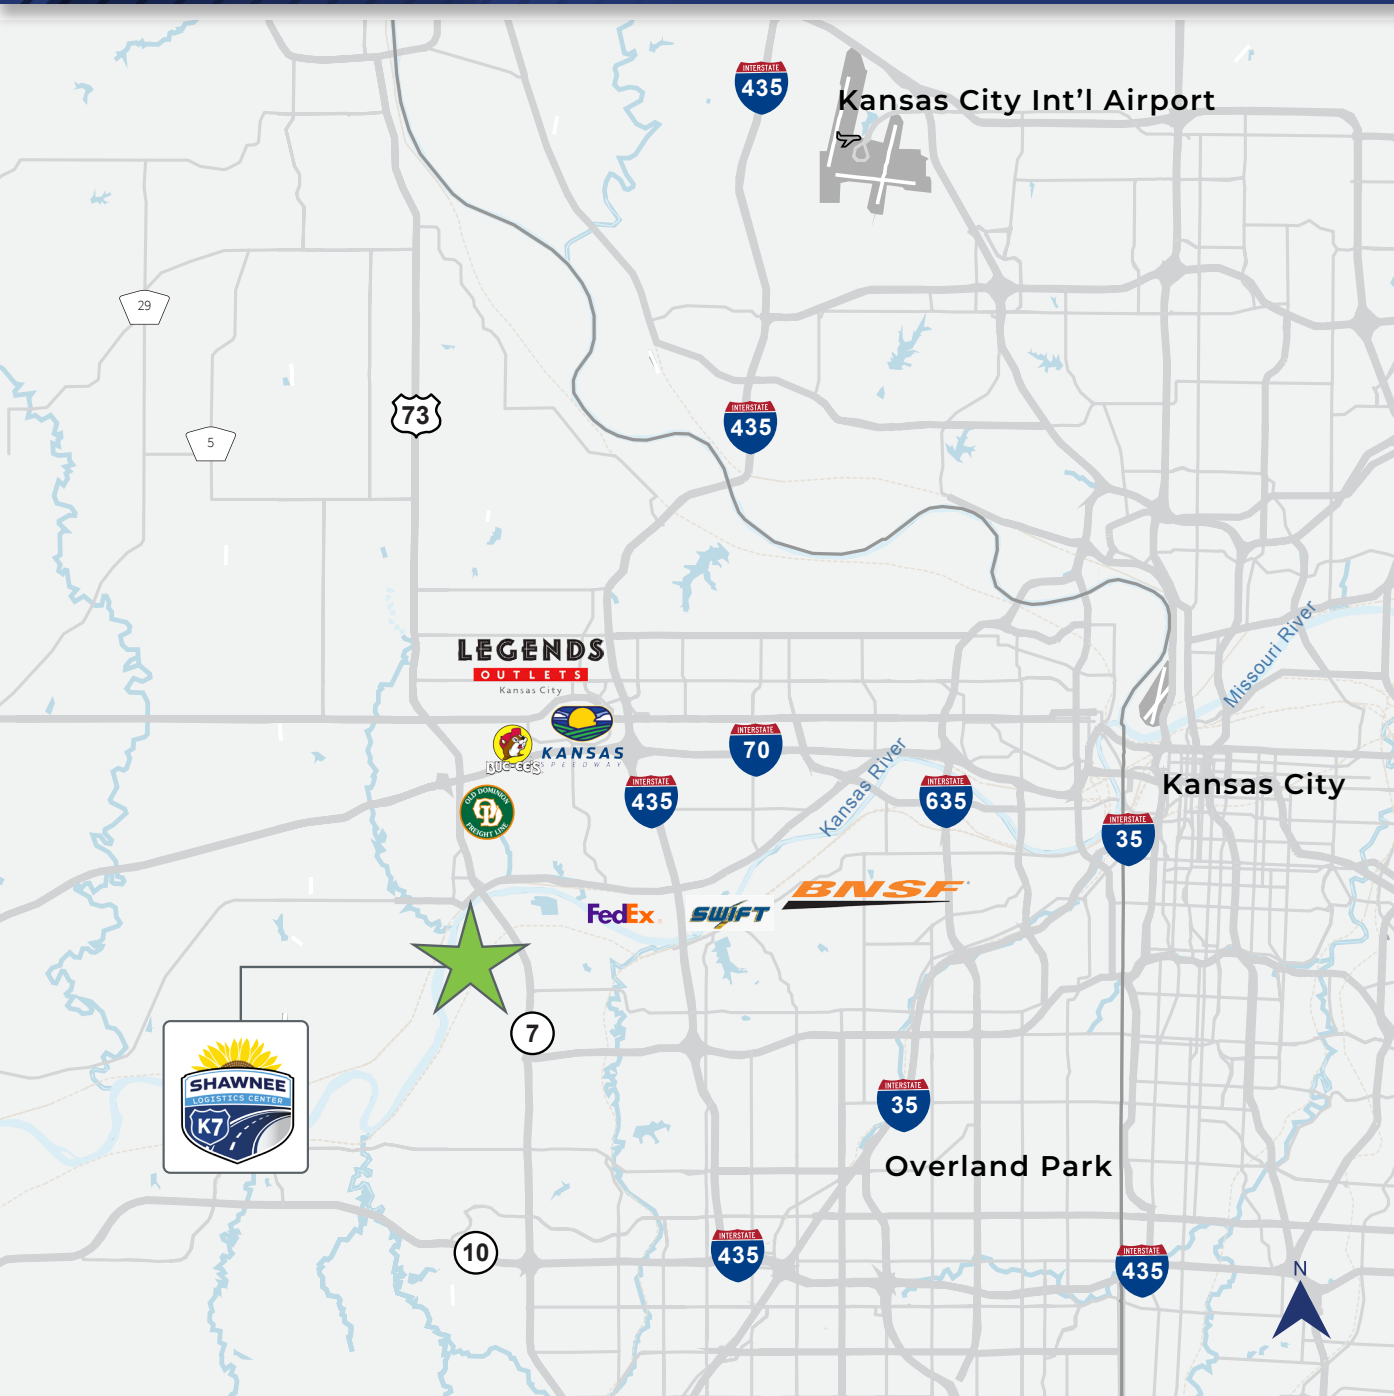 INTERSTATE
435
Kansas City Int'l Airport
29
73
INTERSTATE
435
5
Missouri River
LEGENDS
OUTLETS
Kansas City
BUC-EE'S
KANSAS
SPEEDWAY
INTERSTATE
70
Kansas River
INTERSTATE
435
INTERSTATE
635
Kansas City
OLD DOMINION
OD
FREIGHT LINE
INTERSTATE
35
FedEx
SWIFT
BNSF
7
SHAWNEE
LOGISTICS CENTER
K7
INTERSTATE
35
Overland Park
10
INTERSTATE
435
INTERSTATE
435
N